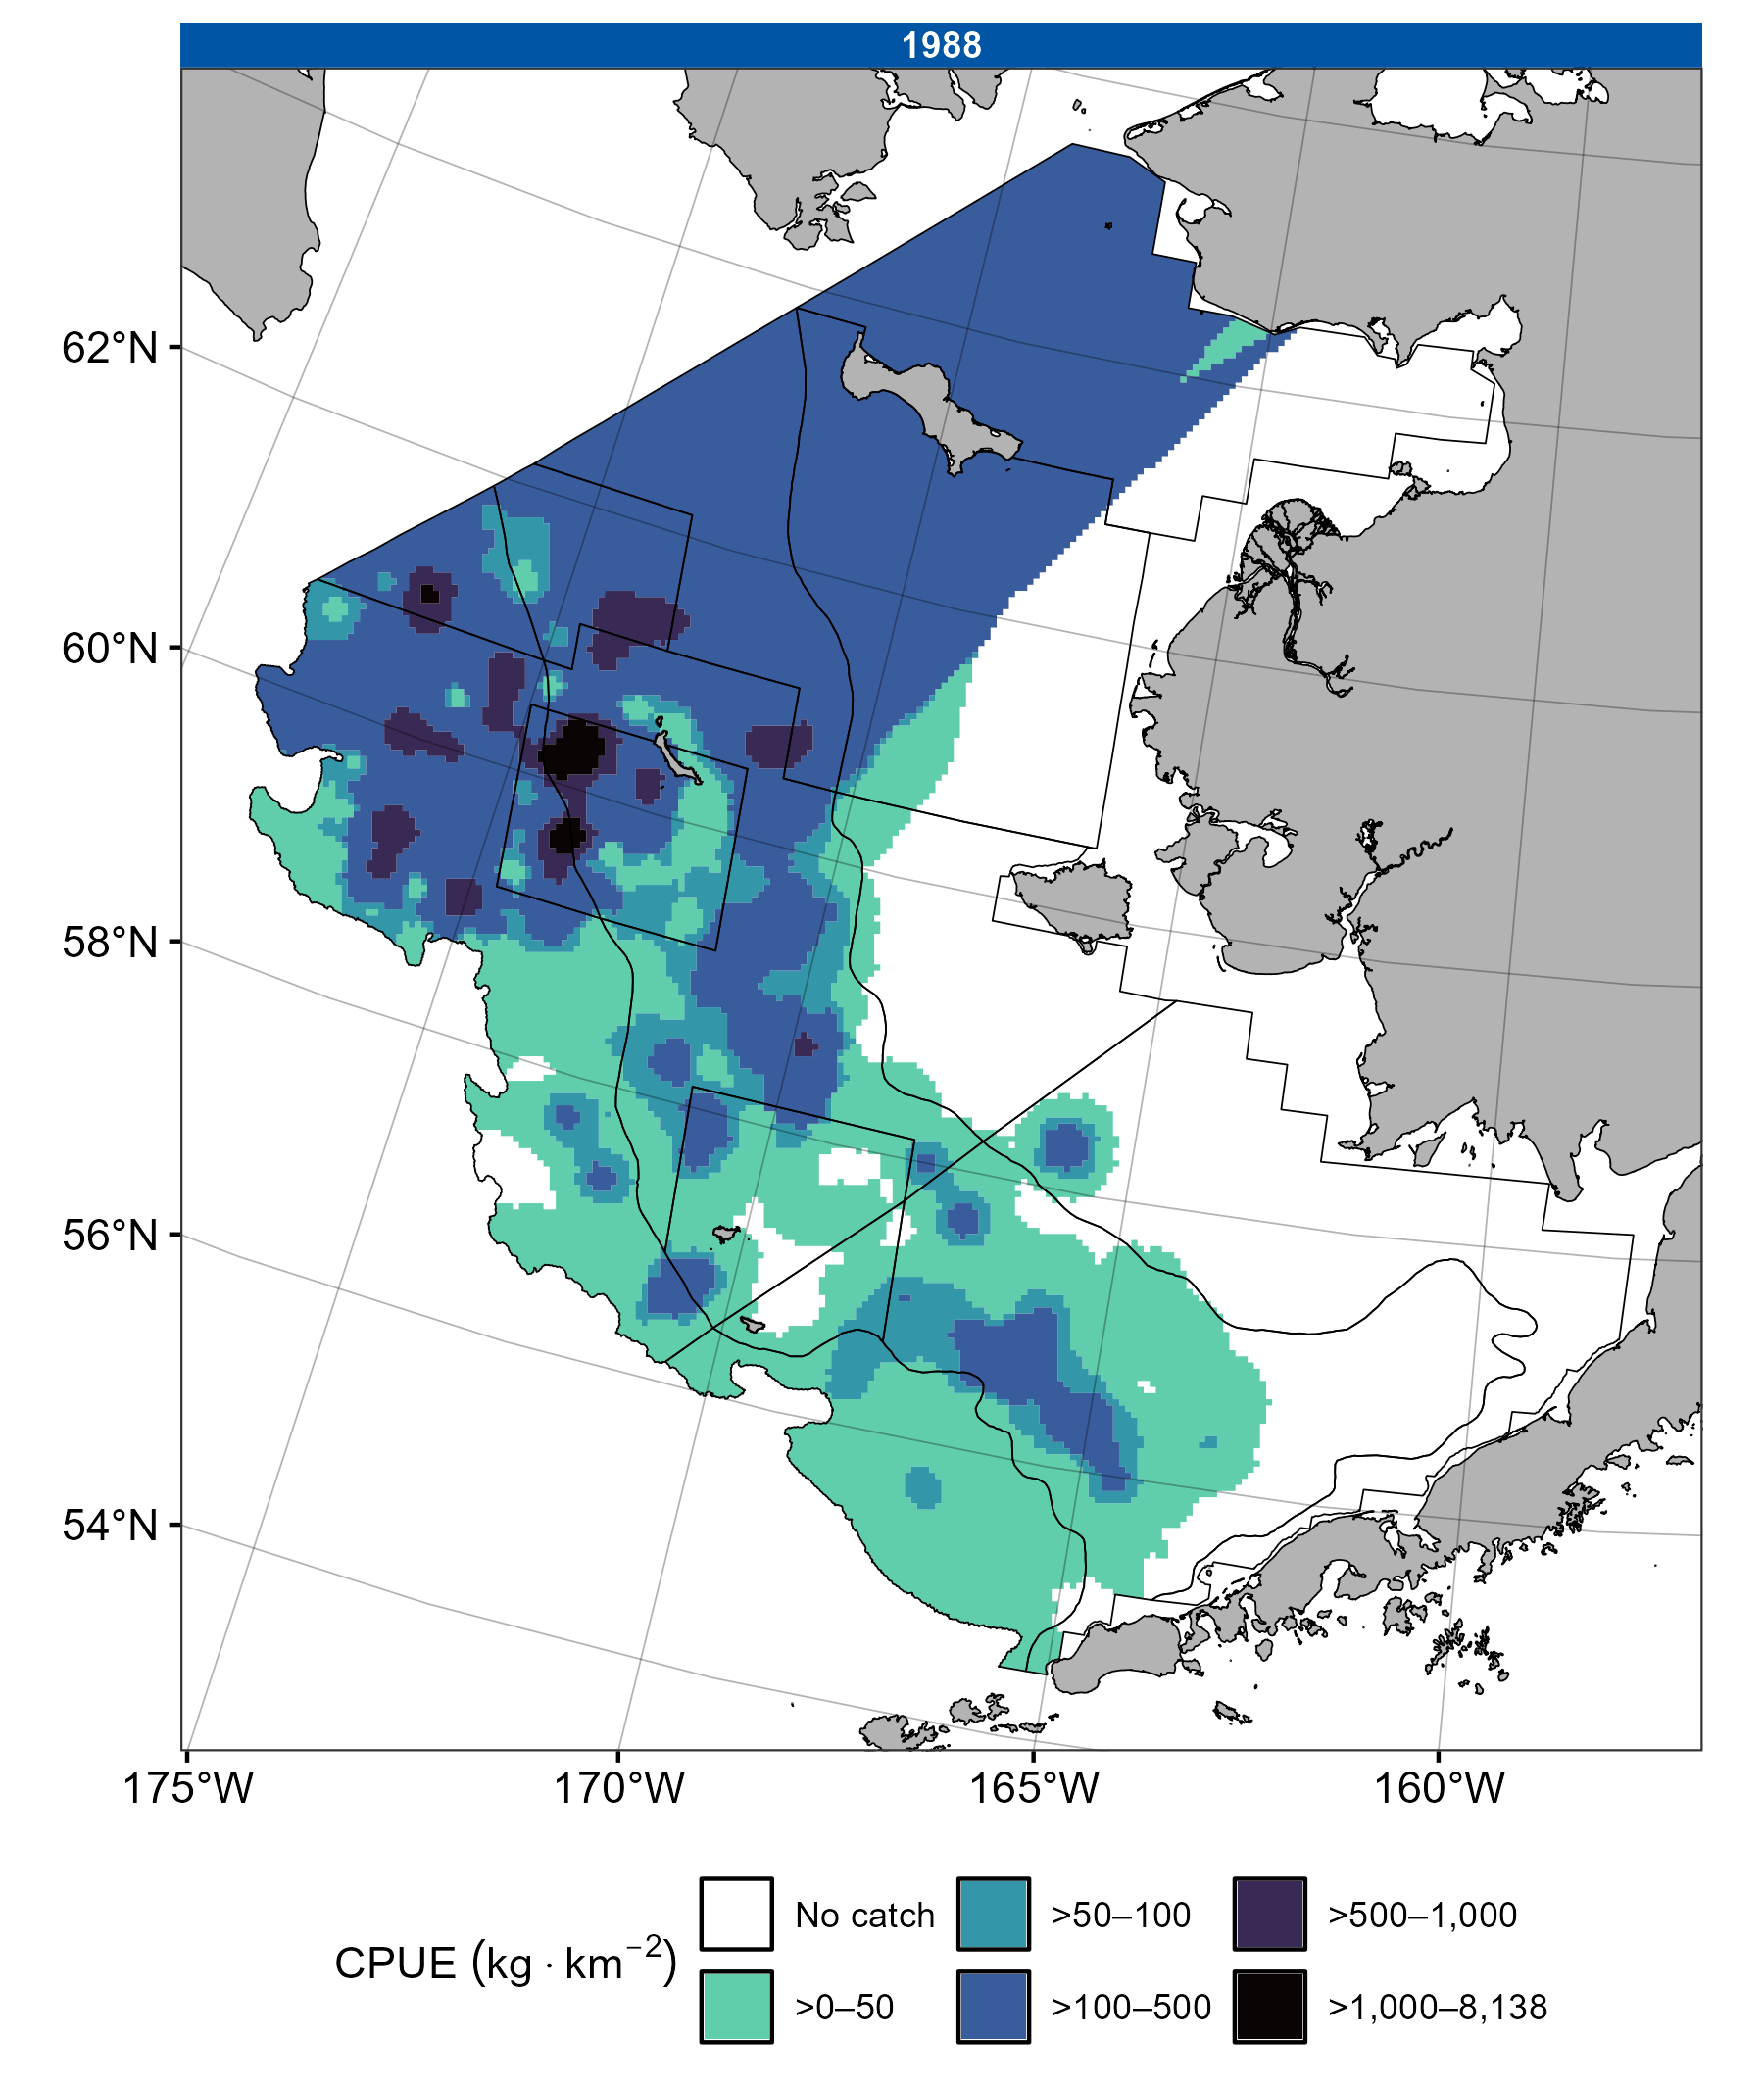 1988
62°N
60°N
58°N
56°N
54°N
175°W 170°W 165°W 160°W
CPUE (kg · km⁻²)
No catch >50–100 >500–1,000
>0–50 >100–500 >1,000–8,138